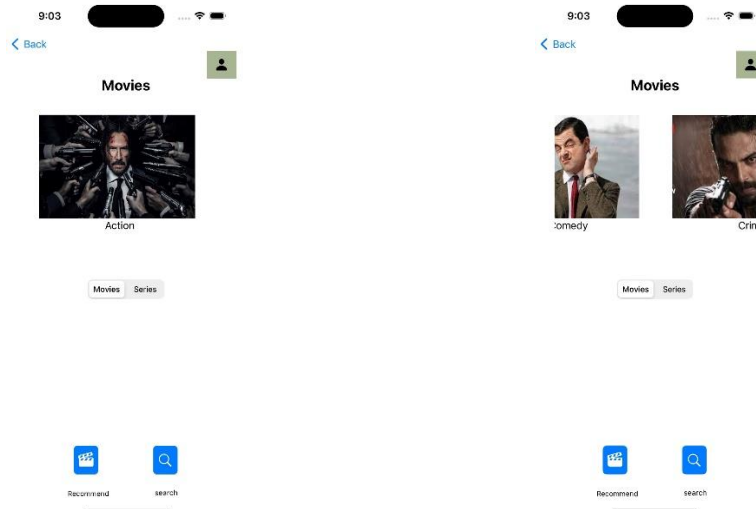 9:03
Back
Movies
Action
Movies Series
Recommend search
9:03
Back
Movies
omedy Crin
Movies Series
Recommend search